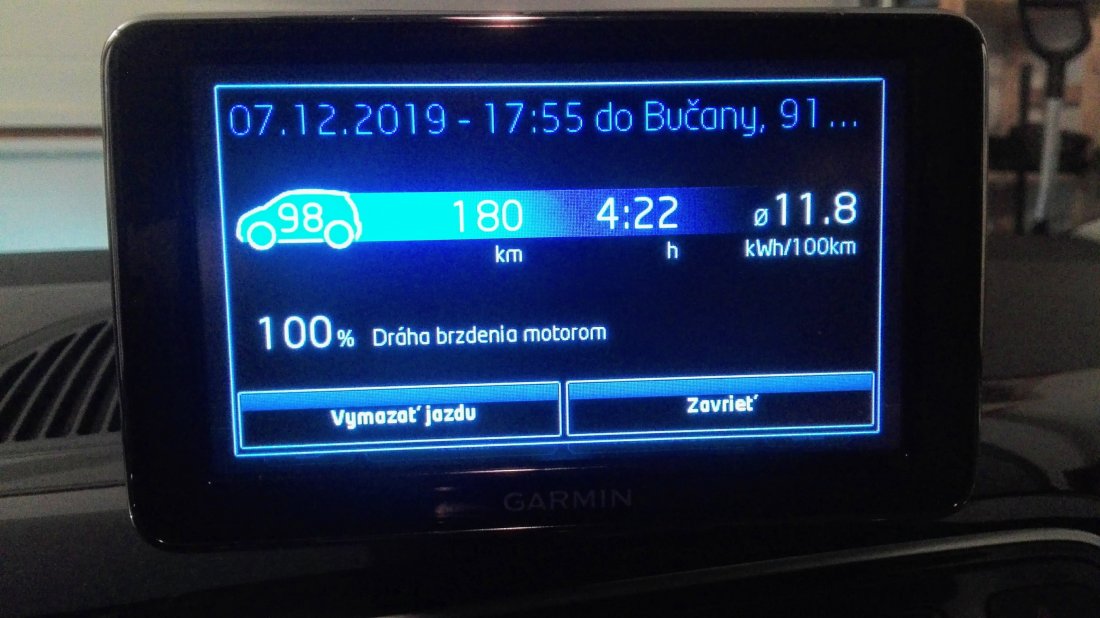 07.12.2019 - 17:55 do Bučany, 91...
98 180 4:22 ø11.8
km h kWh/100km
100% Dráha brzdenia motorom
Vymazať jazdu Zavrieť
GARMIN